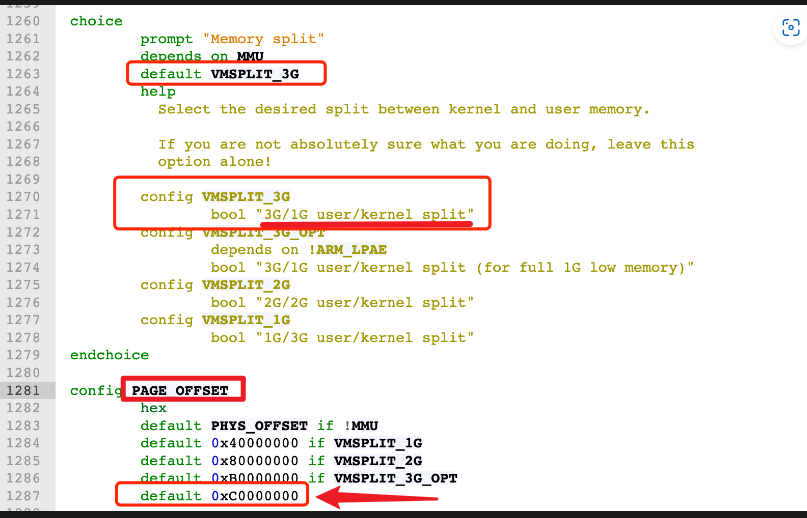 1260 choice
1261 prompt "Memory split"
1262 depends on MMU
1263 default VMSPLIT_3G
1264 help
1265 Select the desired split between kernel and user memory.
1266
1267 If you are not absolutely sure what you are doing, leave this
1268 option alone!
1269
1270 config VMSPLIT_3G
1271 bool "3G/1G user/kernel split"
1272 config VMSPLIT_3G_OPT
1273 depends on !ARM_LPAE
1274 bool "3G/1G user/kernel split (for full 1G low memory)"
1275 config VMSPLIT_2G
1276 bool "2G/2G user/kernel split"
1277 config VMSPLIT_1G
1278 bool "1G/3G user/kernel split"
1279 endchoice
1280
1281 config PAGE_OFFSET
1282 hex
1283 default PHYS_OFFSET if !MMU
1284 default 0x40000000 if VMSPLIT_1G
1285 default 0x80000000 if VMSPLIT_2G
1286 default 0xB0000000 if VMSPLIT_3G_OPT
1287 default 0xC0000000